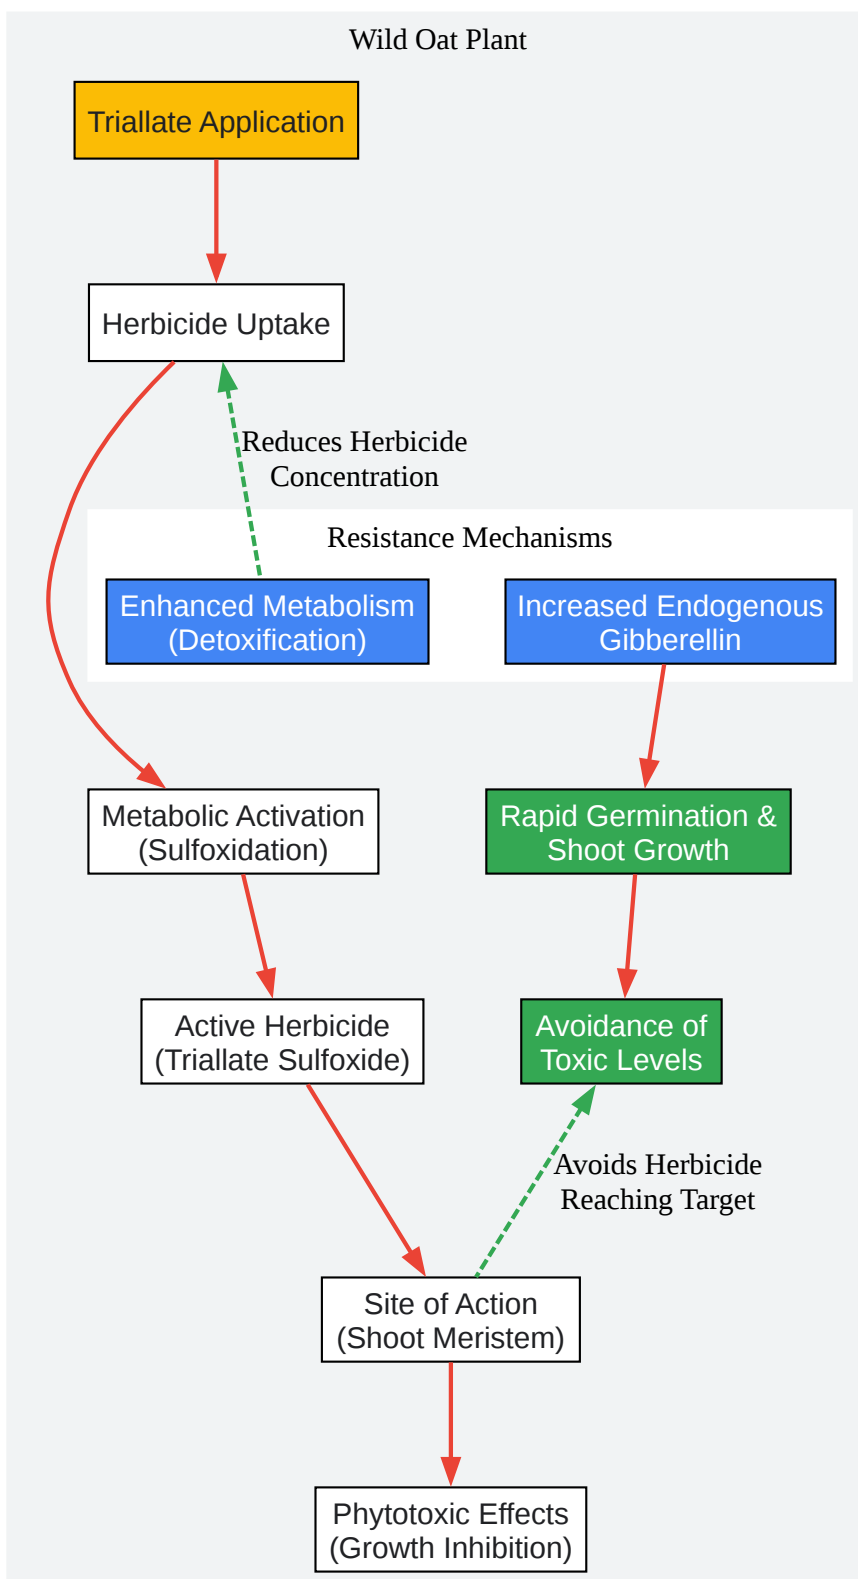 Wild Oat Plant
Triallate Application
Herbicide Uptake
Reduces Herbicide
Concentration
Resistance Mechanisms
Enhanced Metabolism
(Detoxification)
Increased Endogenous
Gibberellin
Metabolic Activation
(Sulfoxidation)
Rapid Germination &
Shoot Growth
Active Herbicide
(Triallate Sulfoxide)
Avoidance of
Toxic Levels
Avoids Herbicide
Reaching Target
Site of Action
(Shoot Meristem)
Phytotoxic Effects
(Growth Inhibition)